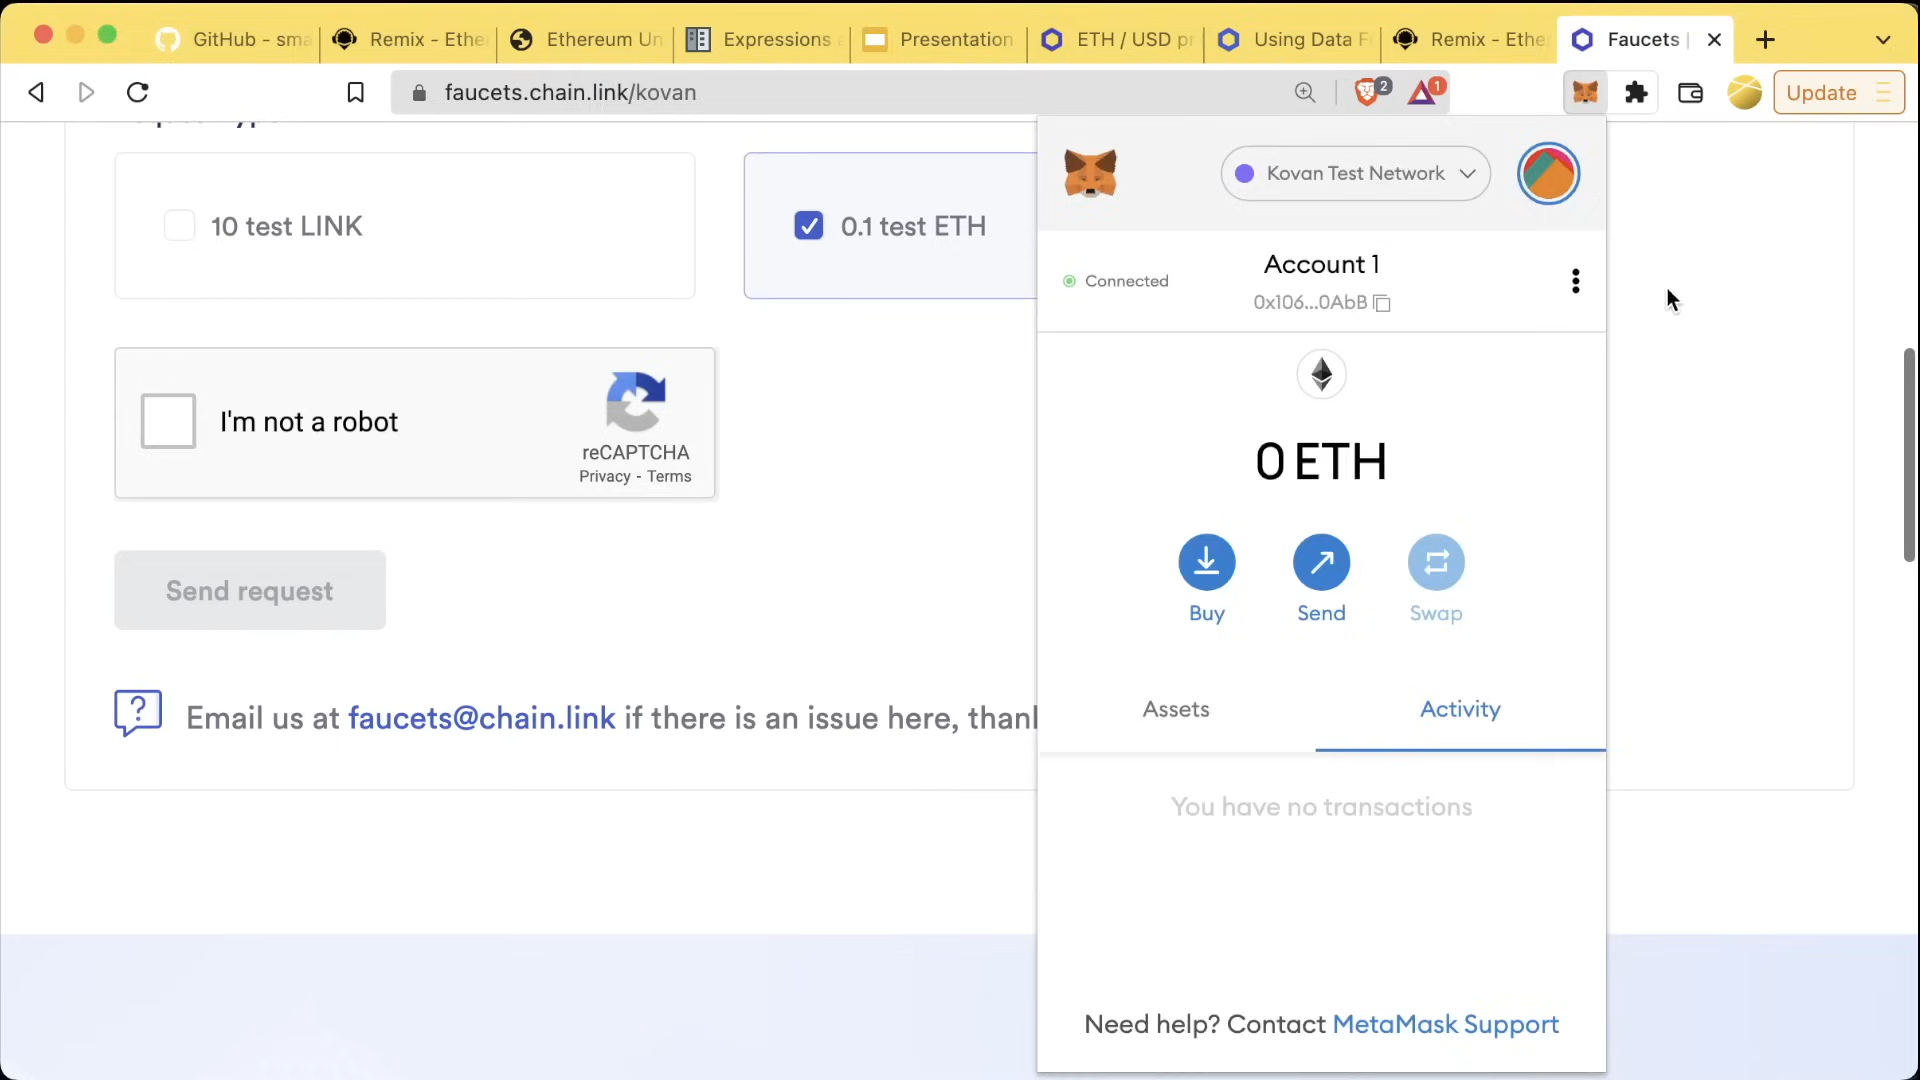 GitHub - sma
Remix - Ethe
Ethereum Un
Expressions a
Presentation
ETH / USD pr
Using Data F
Remix - Ethe
Faucets |
faucets.chain.link/kovan
2
1
Update
10 test LINK
0.1 test ETH
I'm not a robot
reCAPTCHA
Privacy - Terms
Send request
Email us at faucets@chain.link if there is an issue here, thank
Kovan Test Network
Connected
Account 1
0x106...0AbB
0 ETH
Buy
Send
Swap
Assets
Activity
You have no transactions
Need help? Contact MetaMask Support